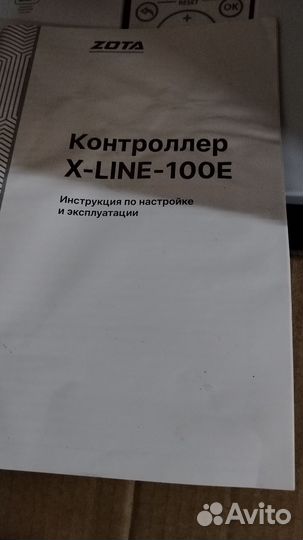 RESET
OK
ZOTA
Контроллер
X-LINE-100E
Инструкция по настройке
и эксплуатации
Avito